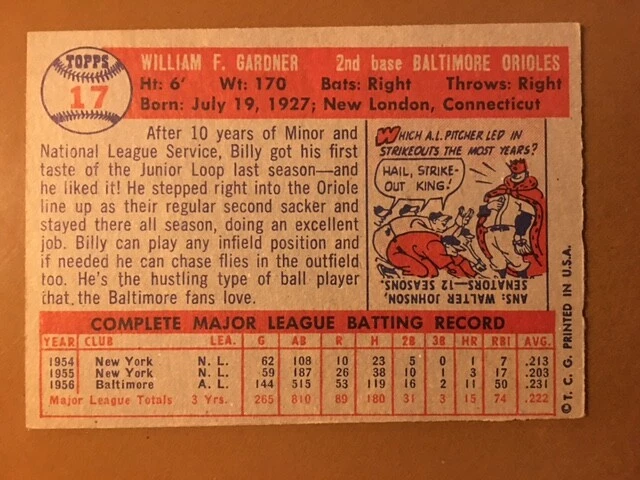 TOPPS
17
WILLIAM F. GARDNER 2nd base BALTIMORE ORIOLES
Ht: 6' Wt: 170 Bats: Right Throws: Right
Born: July 19, 1927; New London, Connecticut
After 10 years of Minor and
National League Service, Billy got his first
taste of the Junior Loop last season—and
he liked it! He stepped right into the Oriole
line up as their regular second sacker and
stayed there all season, doing an excellent
job. Billy can play any infield position and
if needed he can chase flies in the outfield
too. He's the hustling type of ball player
that the Baltimore fans love.
WHICH A.L. PITCHER LED IN
STRIKEOUTS THE MOST YEARS?
HAIL, STRIKE-
OUT KING!
ANS: WALTER JOHNSON,
SENATORS—12 SEASONS.
COMPLETE MAJOR LEAGUE BATTING RECORD
YEAR CLUB LEA. G AB R H 2B 3B HR RBI AVG.
1954 New York N. L. 62 108 10 23 5 0 1 7 .213
1955 New York N. L. 59 187 26 38 10 1 3 17 .203
1956 Baltimore A. L. 144 515 53 119 16 2 11 50 .231
Major League Totals 3 Yrs. 265 810 89 180 31 3 15 74 .222
© T. C. G. PRINTED IN U.S.A.